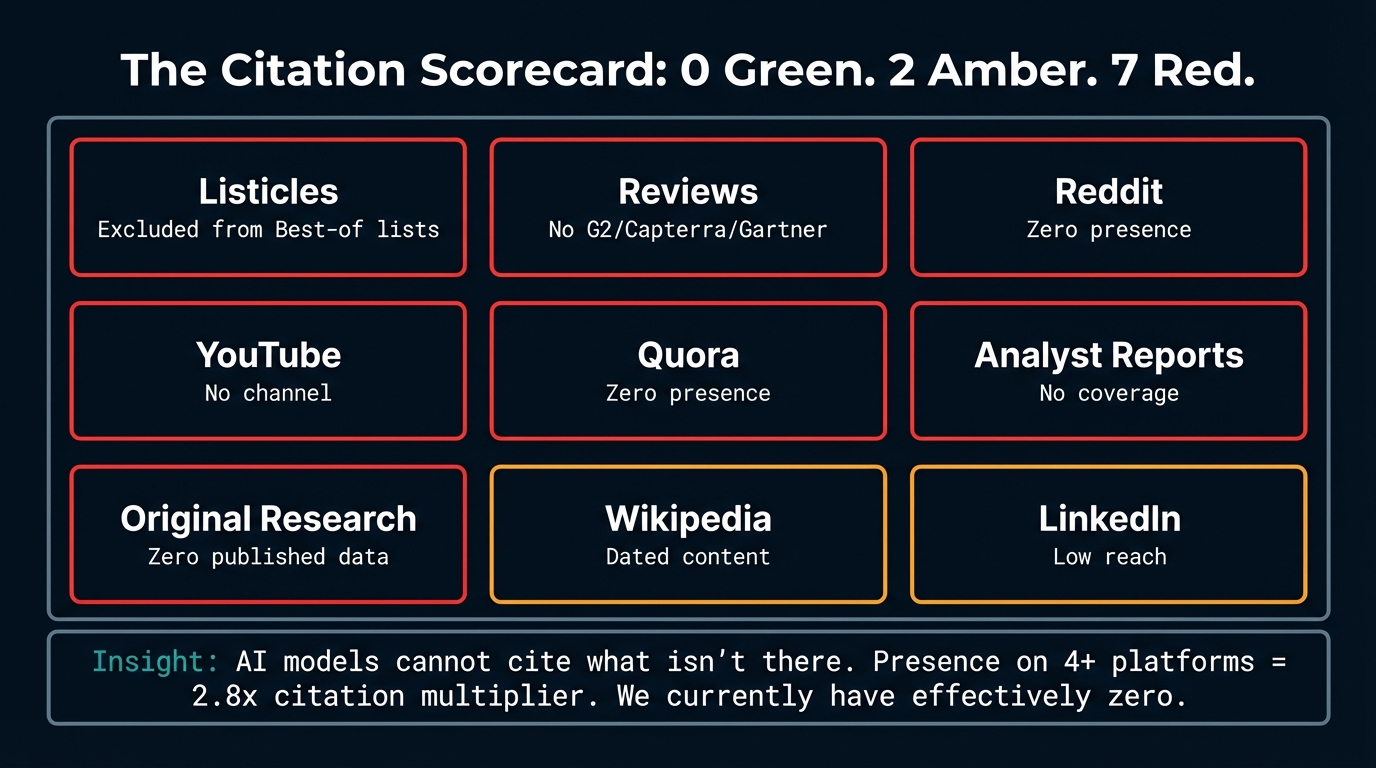 The Citation Scorecard: 0 Green. 2 Amber. 7 Red.
Listicles
Excluded from Best-of lists
Reviews
No G2/Capterra/Gartner
Reddit
Zero presence
YouTube
No channel
Quora
Zero presence
Analyst Reports
No coverage
Original Research
Zero published data
Wikipedia
Dated content
LinkedIn
Low reach
Insight: AI models cannot cite what isn’t there. Presence on 4+ platforms =
2.8x citation multiplier. We currently have effectively zero.